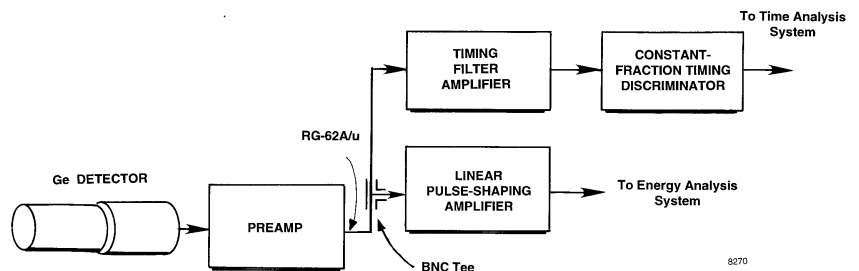 To Time Analysis
System
TIMING
FILTER
AMPLIFIER
CONSTANT-
FRACTION TIMING
DISCRIMINATOR
RG-62A/u
Ge DETECTOR
PREAMP
LINEAR
PULSE-SHAPING
AMPLIFIER
To Energy Analysis
System
BNC Tee
8270